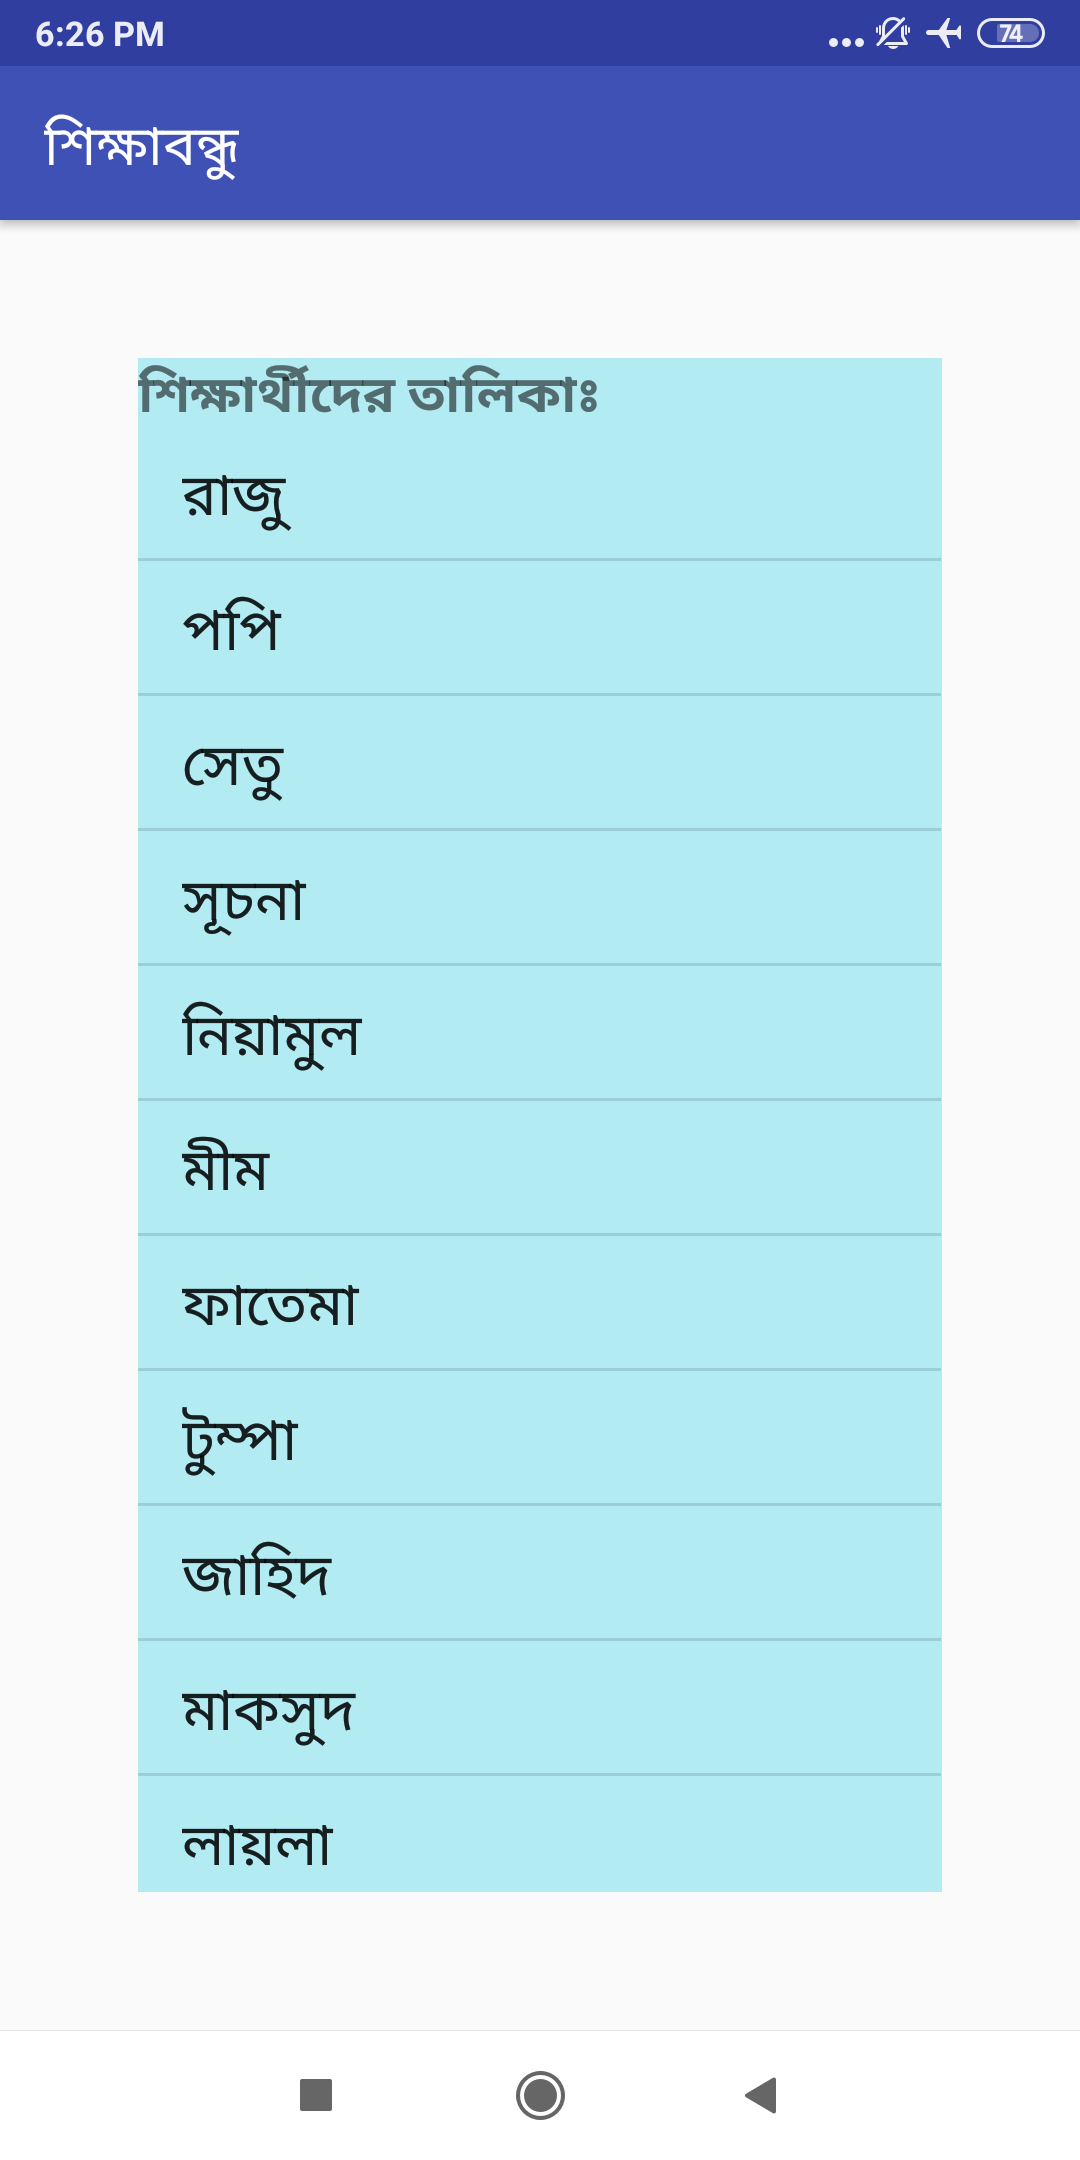 6:26 PM
74
শিক্ষাবন্ধু
শিক্ষার্থীদের তালিকাঃ
রাজু
পপি
সেতু
সূচনা
নিয়ামুল
মীম
ফাতেমা
টুম্পা
জাহিদ
মাকসুদ
লায়লা